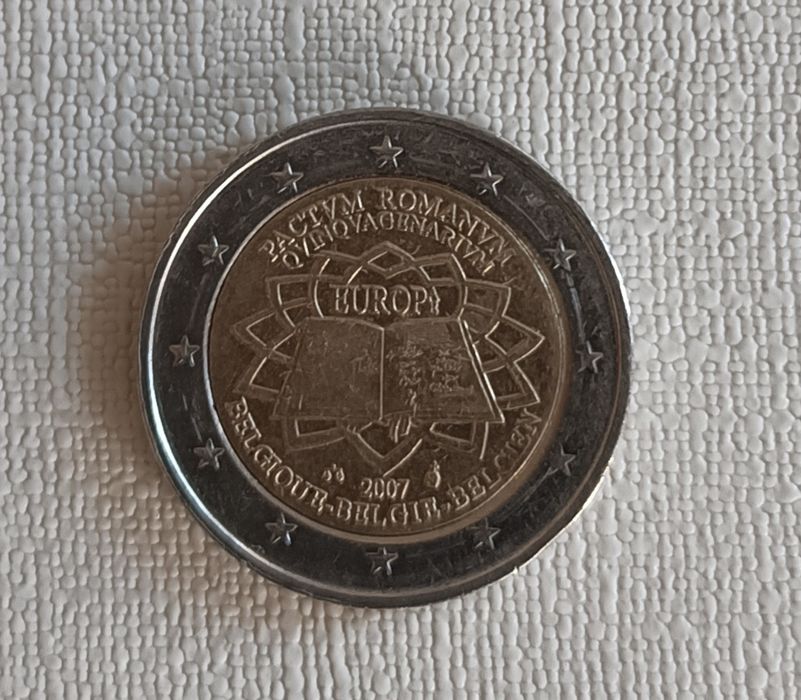 PACTVM ROMANVM
QVINQVAGENARIVM
EUROPA
2007
BELGIQUE-BELGIE-BELGIEN